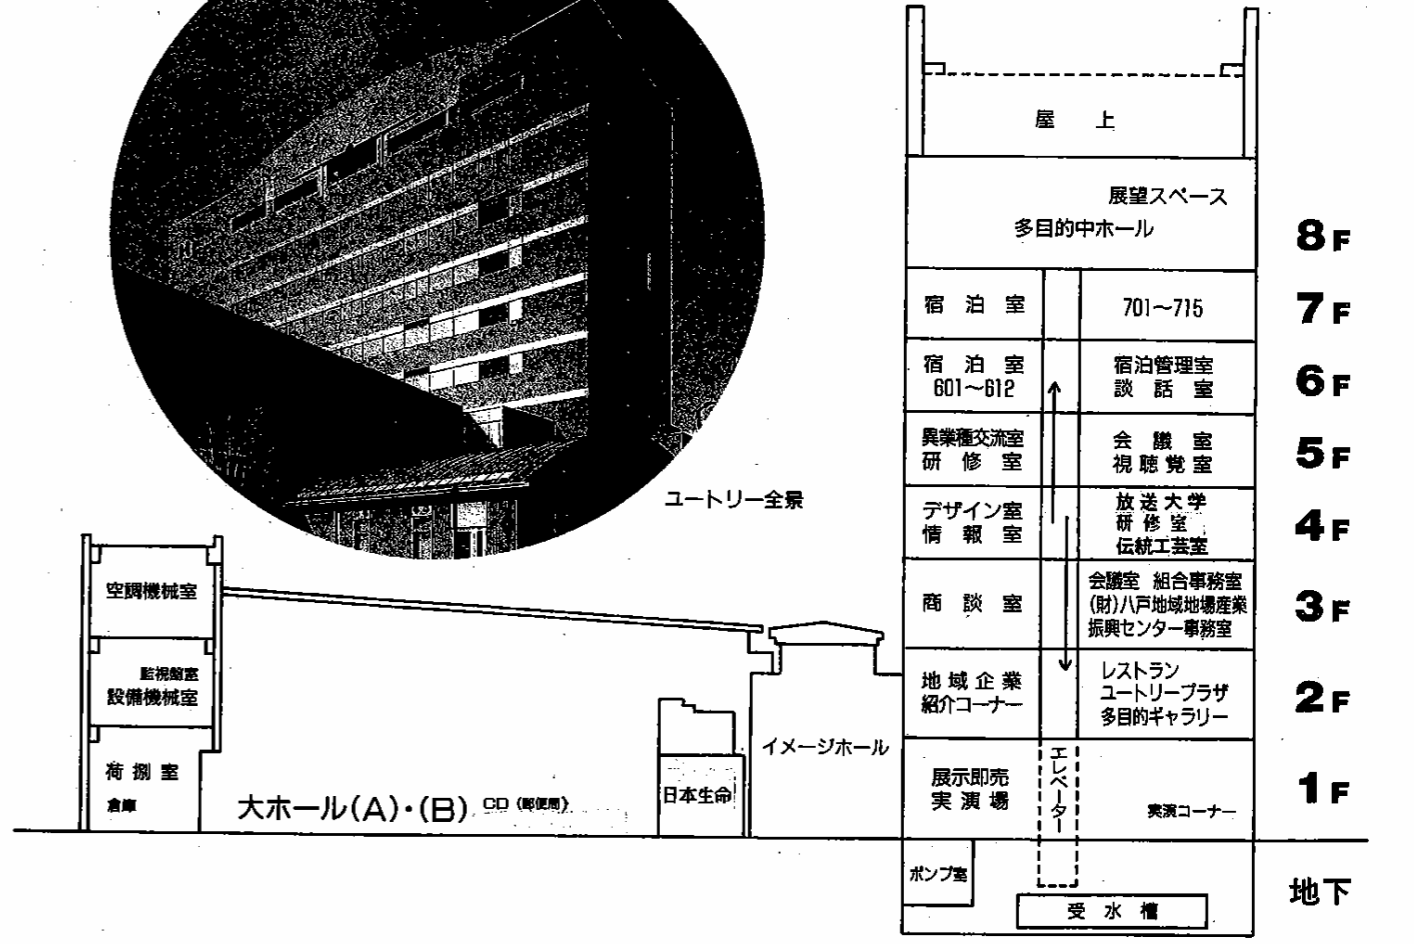 屋上
展望スペース
多目的中ホール
8F
宿泊室
701～715
7F
宿泊室
601～612
宿泊管理室
談話室
6F
異業種交流室
研修室
会議室
視聴覚室
5F
ユートリー全景
デザイン室
情報室
放送大学
研修室
伝統工芸室
4F
商談室
会議室 組合事務室
(財)八戸地域地場産業
振興センター事務室
3F
地域企業
紹介コーナー
レストラン
ユートリープラザ
多目的ギャラリー
2F
展示即売
実演場
エレベーター
実演コーナー
1F
ポンプ室
受水槽
地下
空調機械室
監視盤室
設備機械室
荷捌室
倉庫
大ホール(A)・(B)
CD (郵便局)
日本生命
イメージホール